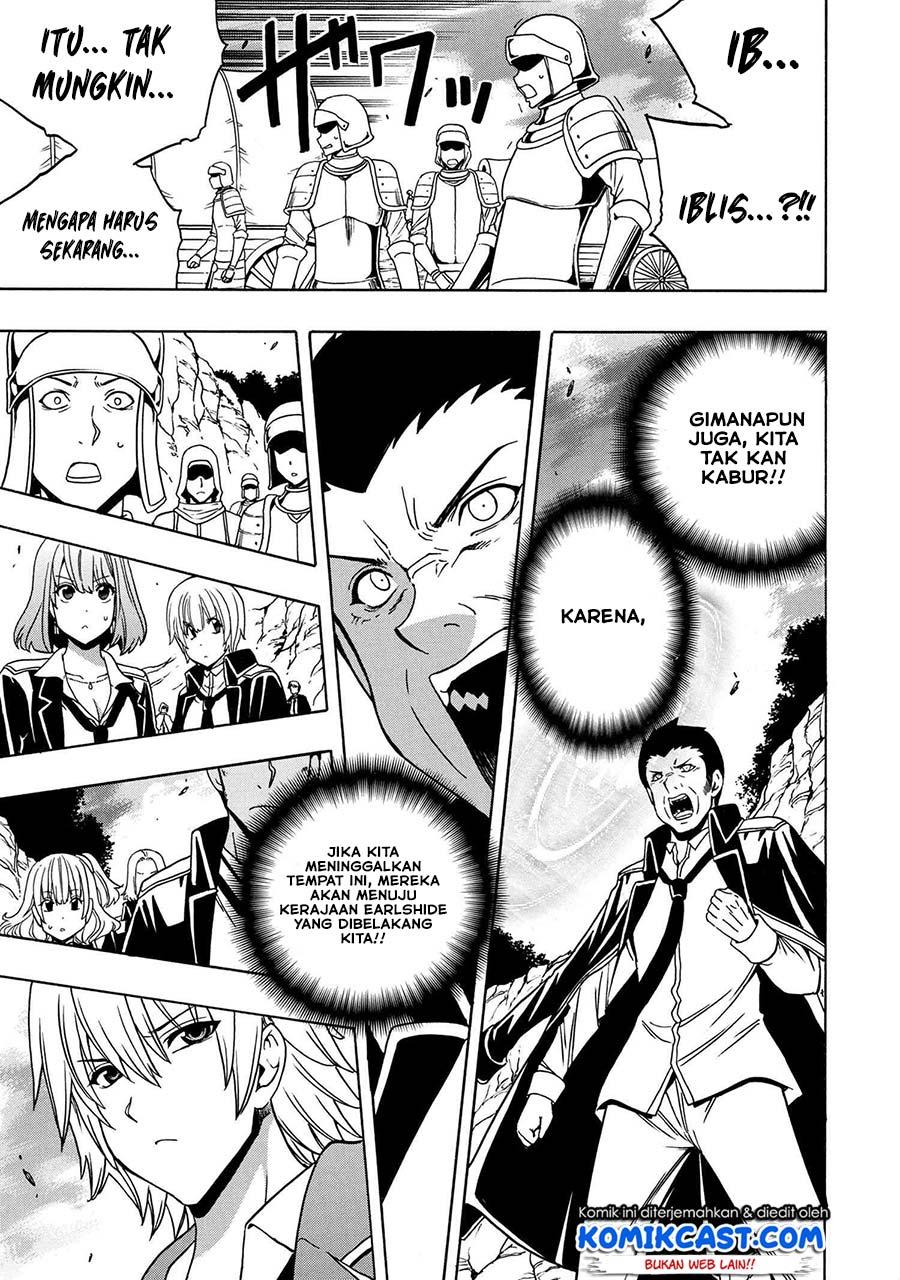 IB...
IBLIS...?!!
ザワッ
ITU... TAK
MUNGKIN...
MENGAPA HARUS
SEKARANG...
GIMANAPUN
JUGA, KITA
TAK KAN
KABUR!!
KARENA,
JIKA KITA
MENINGGALKAN
TEMPAT INI, MEREKA
AKAN MENUJU
KERAJAAN EARLSHIDE
YANG DIBELAKANG
KITA!!
Komik ini diterjemahkan & diedit oleh
KOMIKCAST.COM
BUKAN WEB LAIN!!